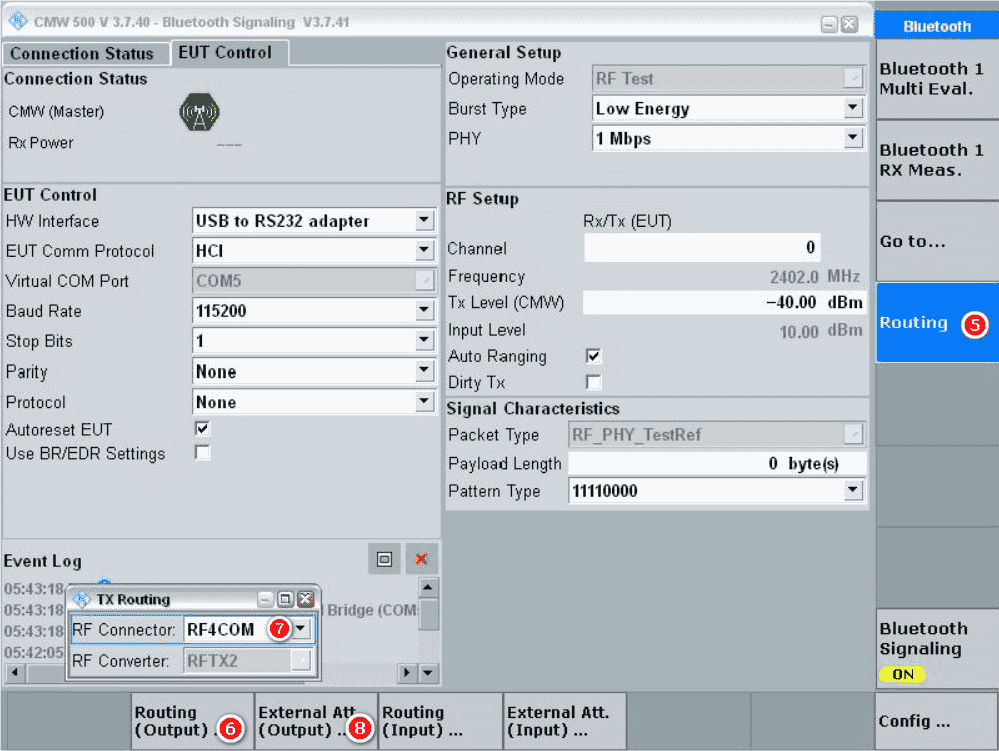 CMW 500 V 3.7.40 - Bluetooth Signaling V3.7.41
Bluetooth
Connection Status
EUT Control
Connection Status
CMW (Master)
Rx Power
---
EUT Control
HW Interface
USB to RS232 adapter
EUT Comm Protocol
HCI
Virtual COM Port
COM5
Baud Rate
115200
Stop Bits
1
Parity
None
Protocol
None
Autoreset EUT
Use BR/EDR Settings
General Setup
Operating Mode
RF Test
Burst Type
Low Energy
PHY
1 Mbps
RF Setup
Rx/Tx (EUT)
Channel
0
Frequency
2402.0 MHz
Tx Level (CMW)
−40.00 dBm
Input Level
10.00 dBm
Auto Ranging
Dirty Tx
Signal Characteristics
Packet Type
RF_PHY_TestRef
Payload Length
0 byte(s)
Pattern Type
11110000
Event Log
05:43:18
05:43:18
Bridge (COM
05:43:18
05:42:05
TX Routing
RF Connector:
RF4COM
7
RF Converter:
RFTX2
Bluetooth 1
Multi Eval.
Bluetooth 1
RX Meas.
Go to...
Routing
5
Bluetooth
Signaling
ON
Config ...
Routing
(Output) .
6
External Att.
(Output) ..
8
Routing
(Input) ...
External Att.
(Input) ...